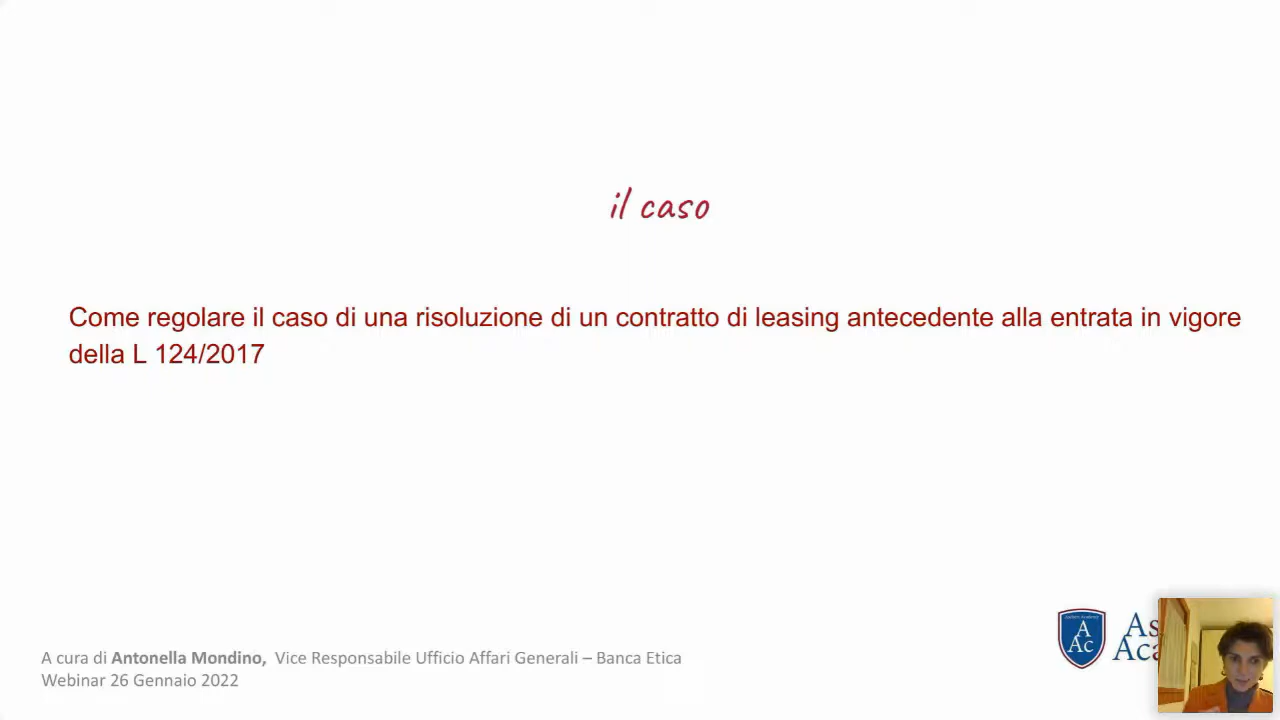 il caso
Come regolare il caso di una risoluzione di un contratto di leasing antecedente alla entrata in vigore
della L 124/2017
A cura di Antonella Mondino, Vice Responsabile Ufficio Affari Generali – Banca Etica
Webinar 26 Gennaio 2022
A
Ac